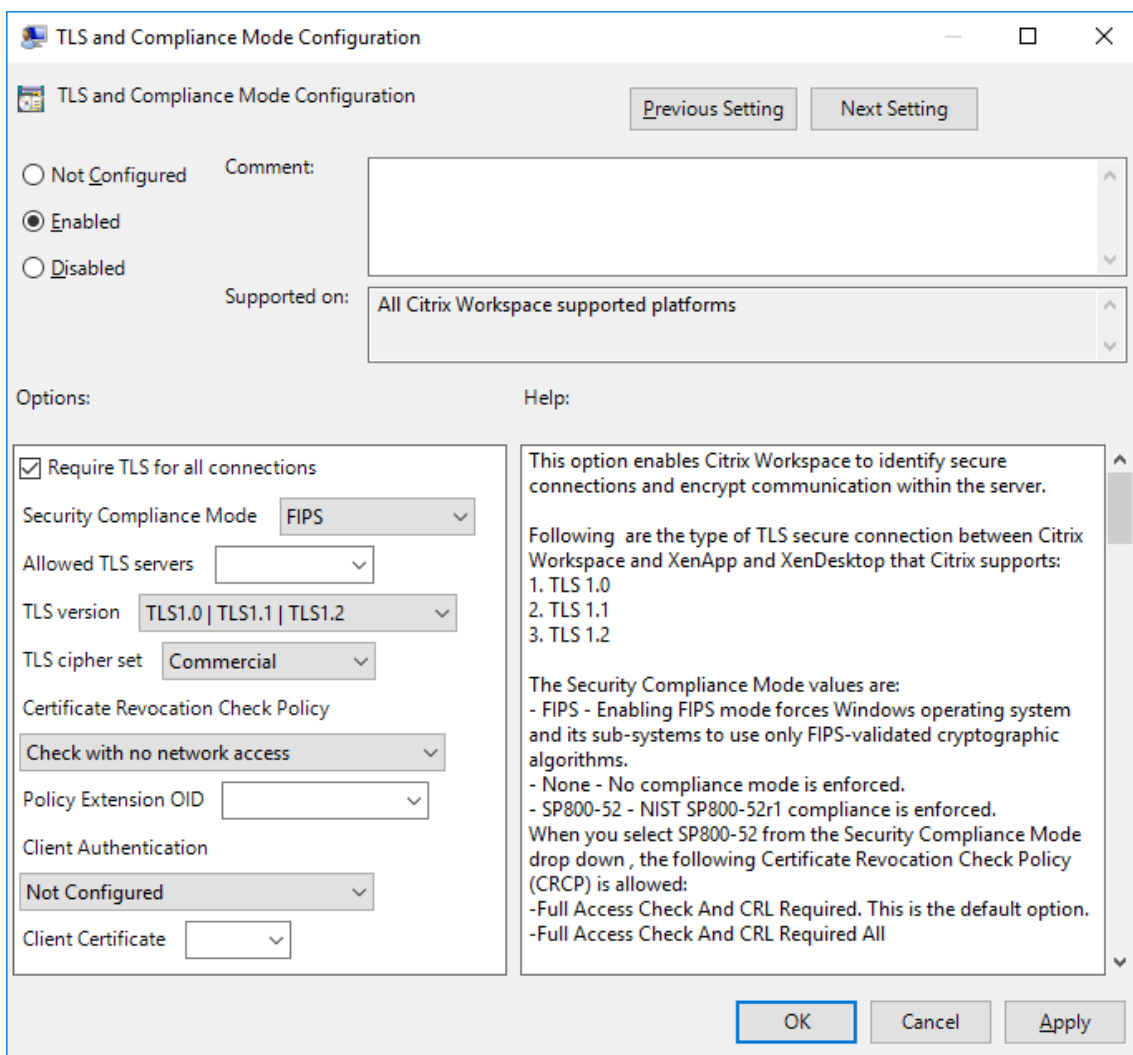 TLS and Compliance Mode Configuration
TLS and Compliance Mode Configuration
Previous Setting
Next Setting
Not Configured
Enabled
Disabled
Comment:
Supported on:
All Citrix Workspace supported platforms
Options:
Help:
Require TLS for all connections
Security Compliance Mode FIPS
Allowed TLS servers
TLS version TLS1.0 | TLS1.1 | TLS1.2
TLS cipher set Commercial
Certificate Revocation Check Policy
Check with no network access
Policy Extension OID
Client Authentication
Not Configured
Client Certificate
This option enables Citrix Workspace to identify secure
connections and encrypt communication within the server.
Following are the type of TLS secure connection between Citrix
Workspace and XenApp and XenDesktop that Citrix supports:
1. TLS 1.0
2. TLS 1.1
3. TLS 1.2
The Security Compliance Mode values are:
- FIPS - Enabling FIPS mode forces Windows operating system
and its sub-systems to use only FIPS-validated cryptographic
algorithms.
- None - No compliance mode is enforced.
- SP800-52 - NIST SP800-52r1 compliance is enforced.
When you select SP800-52 from the Security Compliance Mode
drop down , the following Certificate Revocation Check Policy
(CRCP) is allowed:
-Full Access Check And CRL Required. This is the default option.
-Full Access Check And CRL Required All
OK
Cancel
Apply